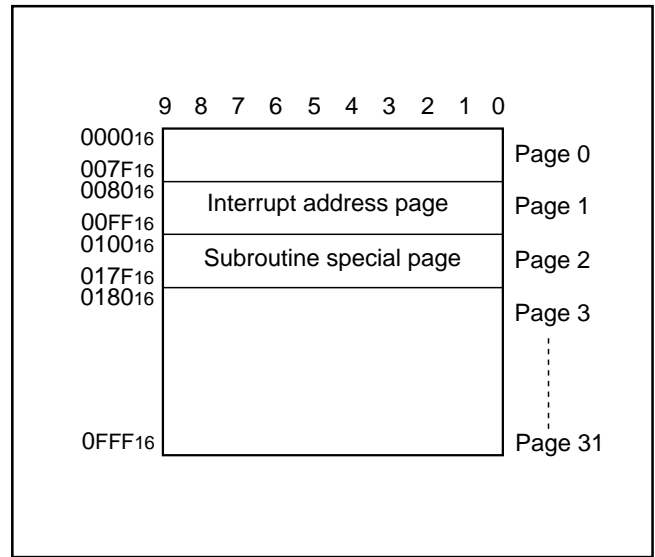 9 8 7 6 5 4 3 2 1 0
0000₁₆
Page 0
007F₁₆
0080₁₆
Interrupt address page
Page 1
00FF₁₆
0100₁₆
Subroutine special page
Page 2
017F₁₆
0180₁₆
Page 3
0FFF₁₆
Page 31